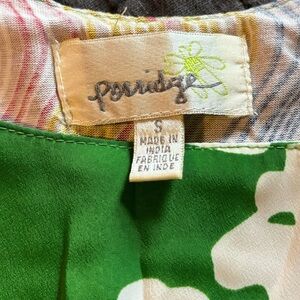 porridge
S
MADE IN
INDIA
FABRIQUE
EN INDE